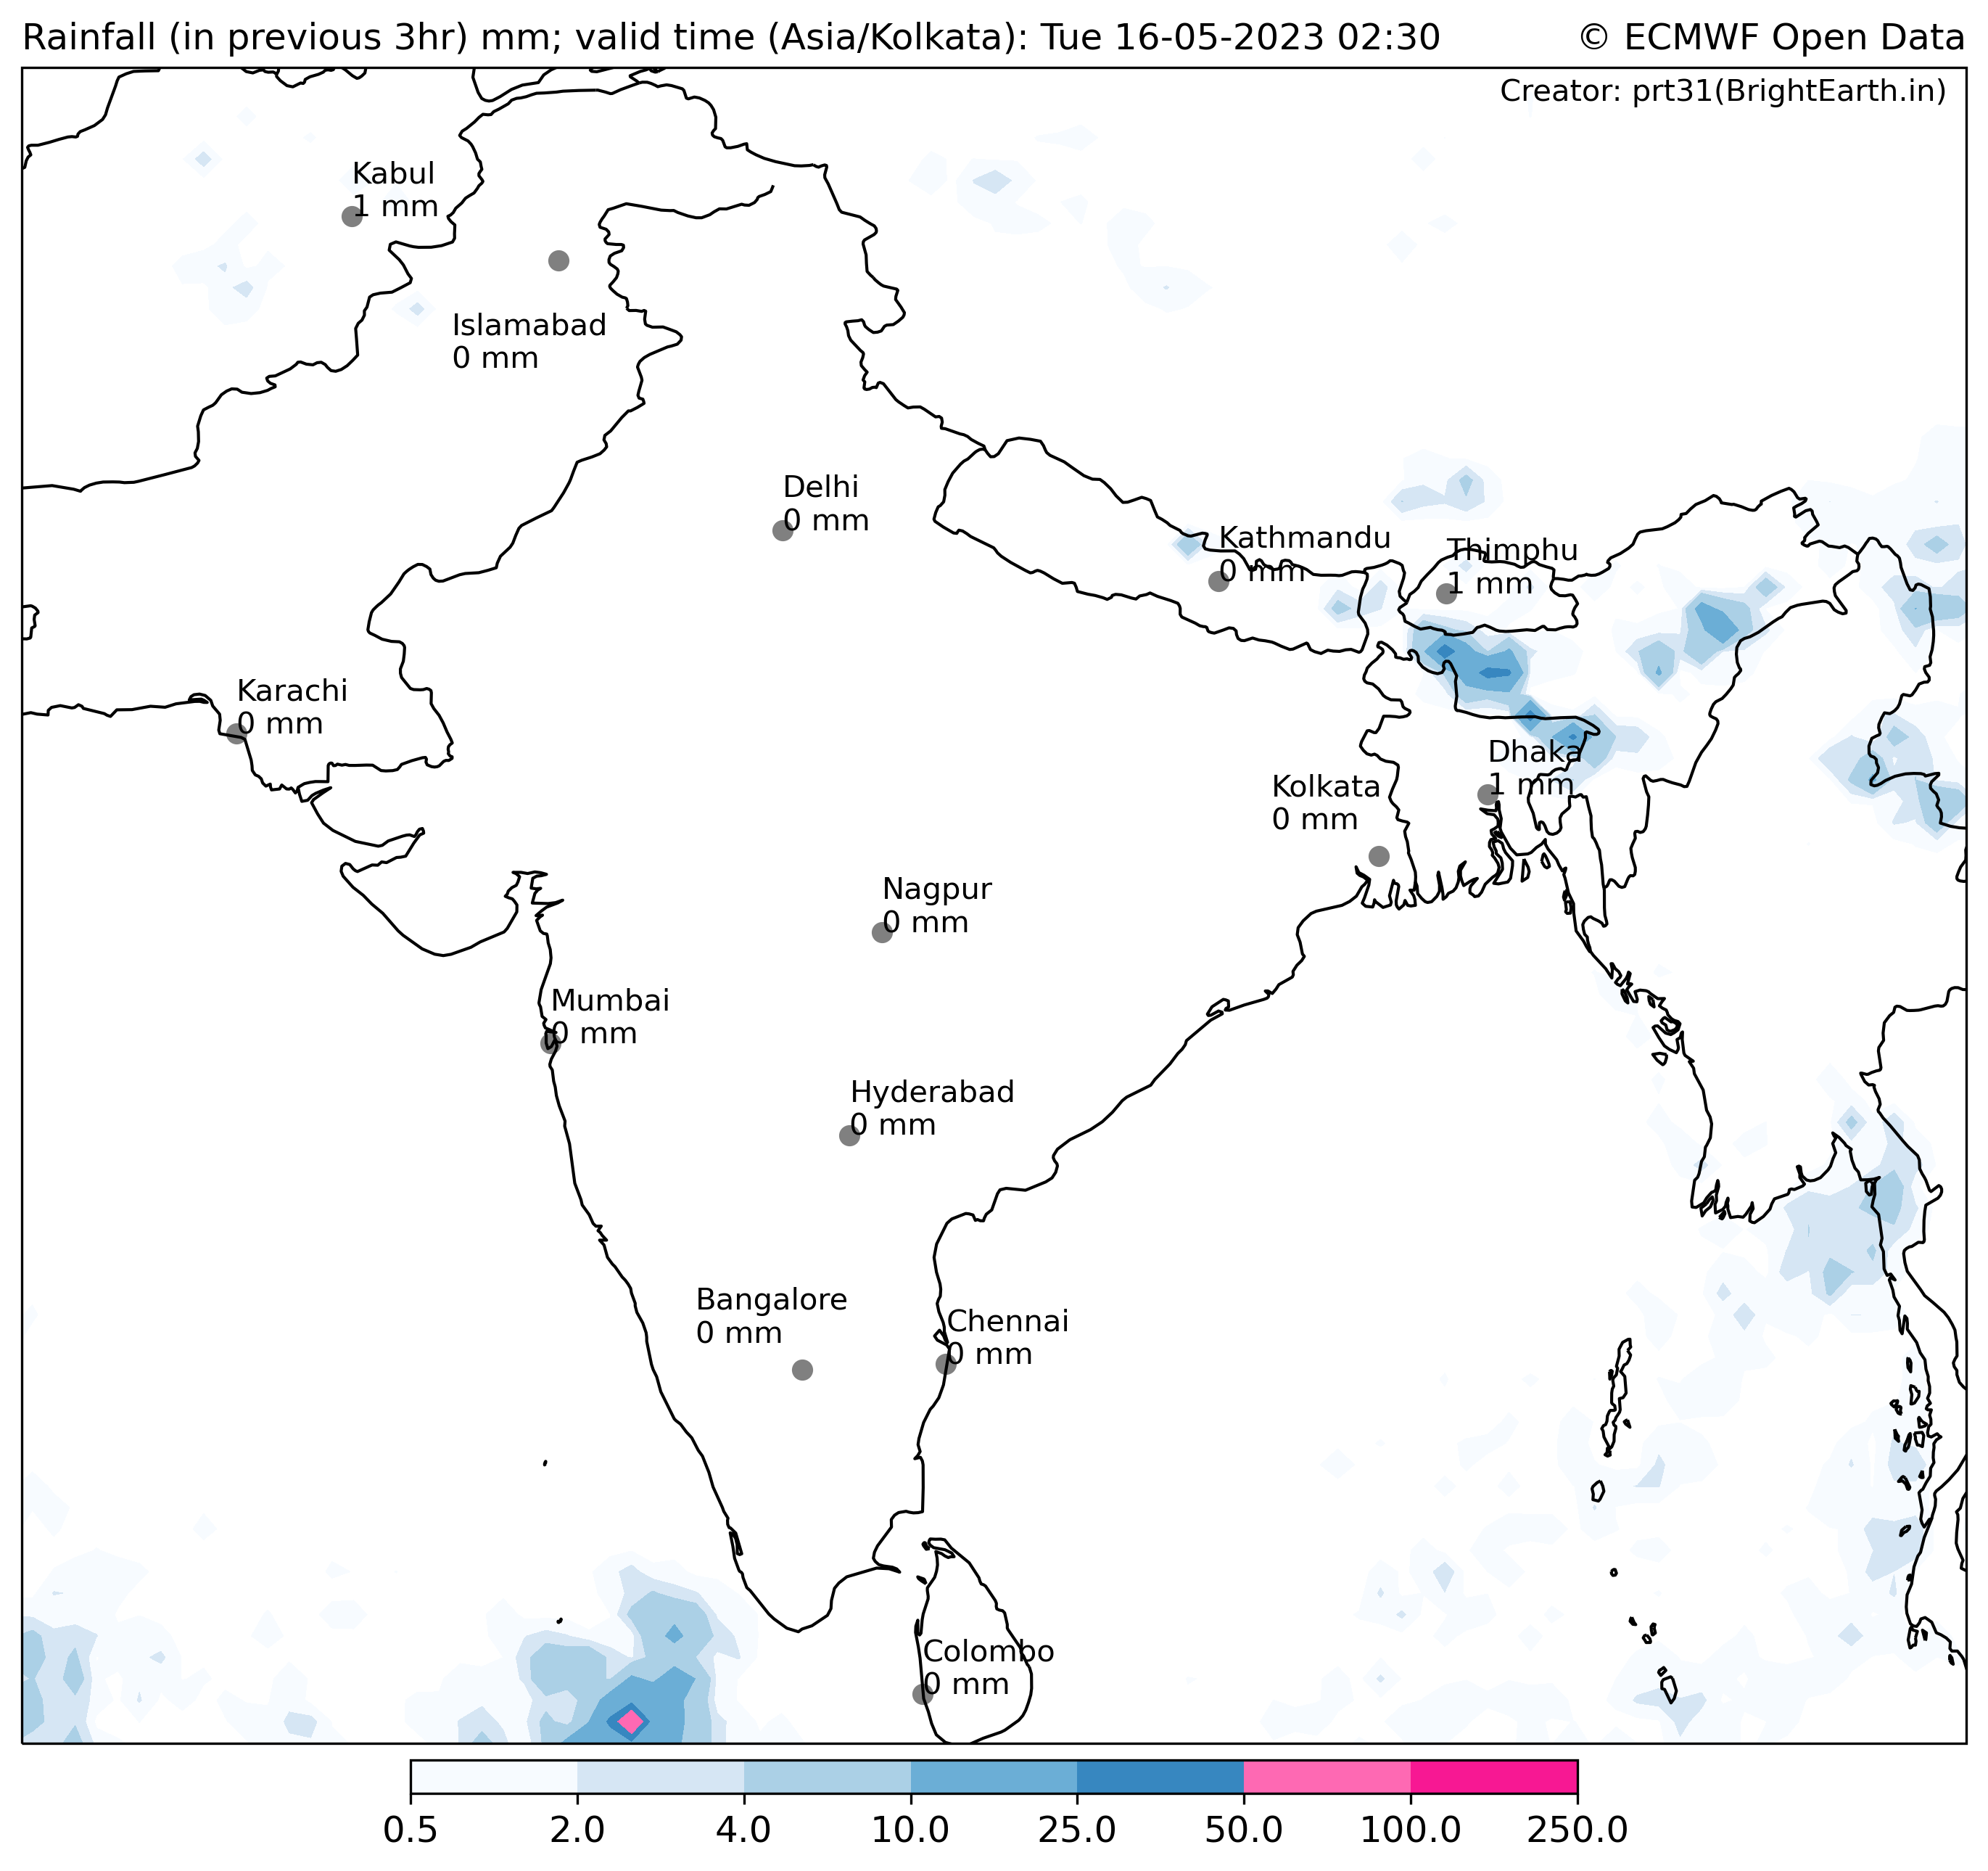 Rainfall (in previous 3hr) mm; valid time (Asia/Kolkata): Tue 16-05-2023 02:30
© ECMWF Open Data
Creator: prt31(BrightEarth.in)
Kabul
1 mm
Islamabad
0 mm
Delhi
0 mm
Kathmandu
0 mm
Thimphu
1 mm
Karachi
0 mm
Dhaka
1 mm
Kolkata
0 mm
Nagpur
0 mm
Mumbai
0 mm
Hyderabad
0 mm
Bangalore
0 mm
Chennai
0 mm
Colombo
0 mm
0.5 2.0 4.0 10.0 25.0 50.0 100.0 250.0